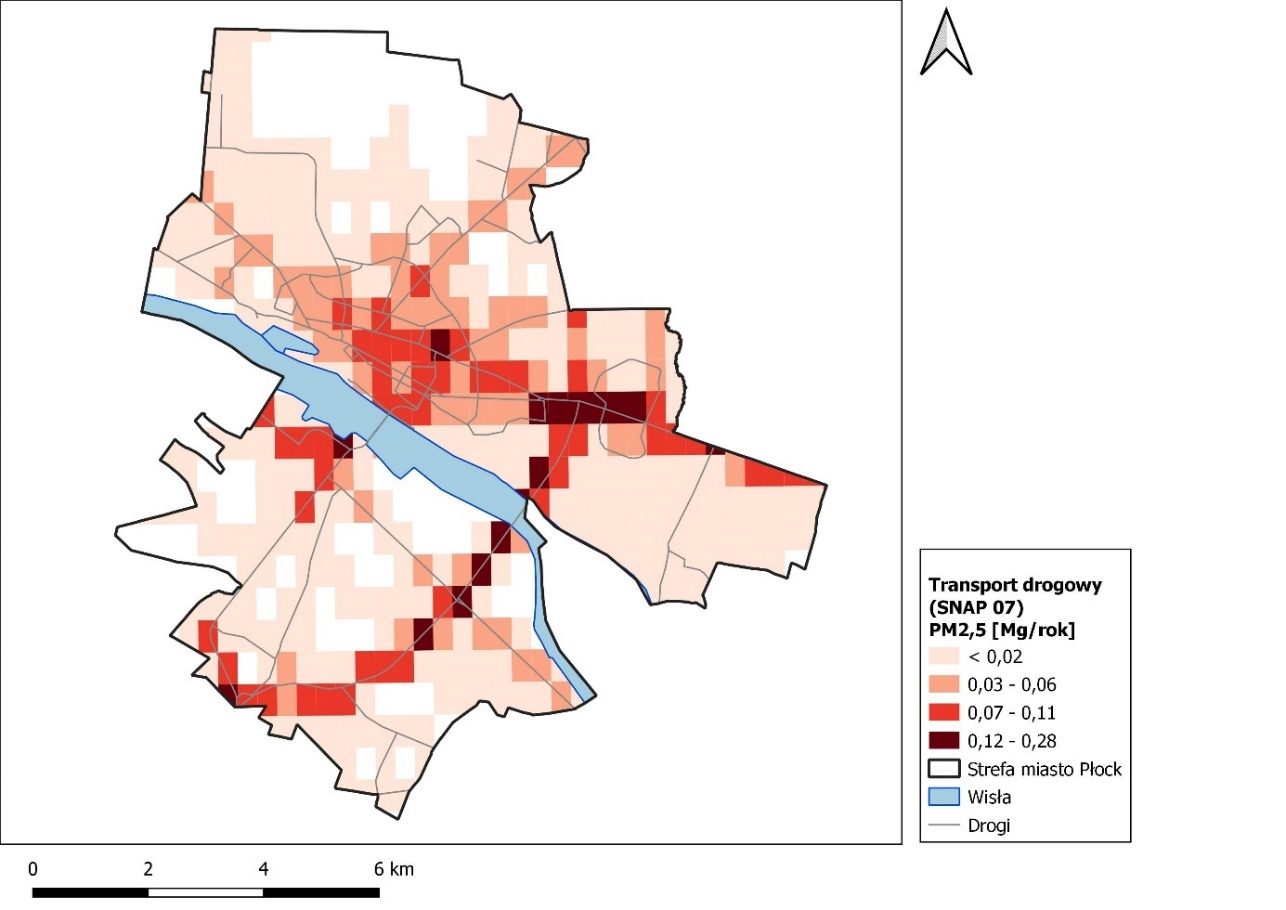 Transport drogowy
(SNAP 07)
PM2,5 [Mg/rok]
< 0,02
0,03 - 0,06
0,07 - 0,11
0,12 - 0,28
Strefa miasto Płock
Wisła
Drogi
0 2 4 6 km